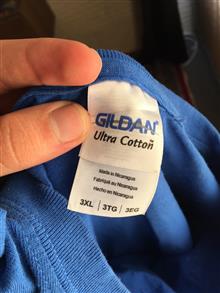 GILDAN
Ultra Cotton
Made in Nicaragua
Fabriqué au Nicaragua
Hecho en Nicaragua
3XL | 3TG | 3EG